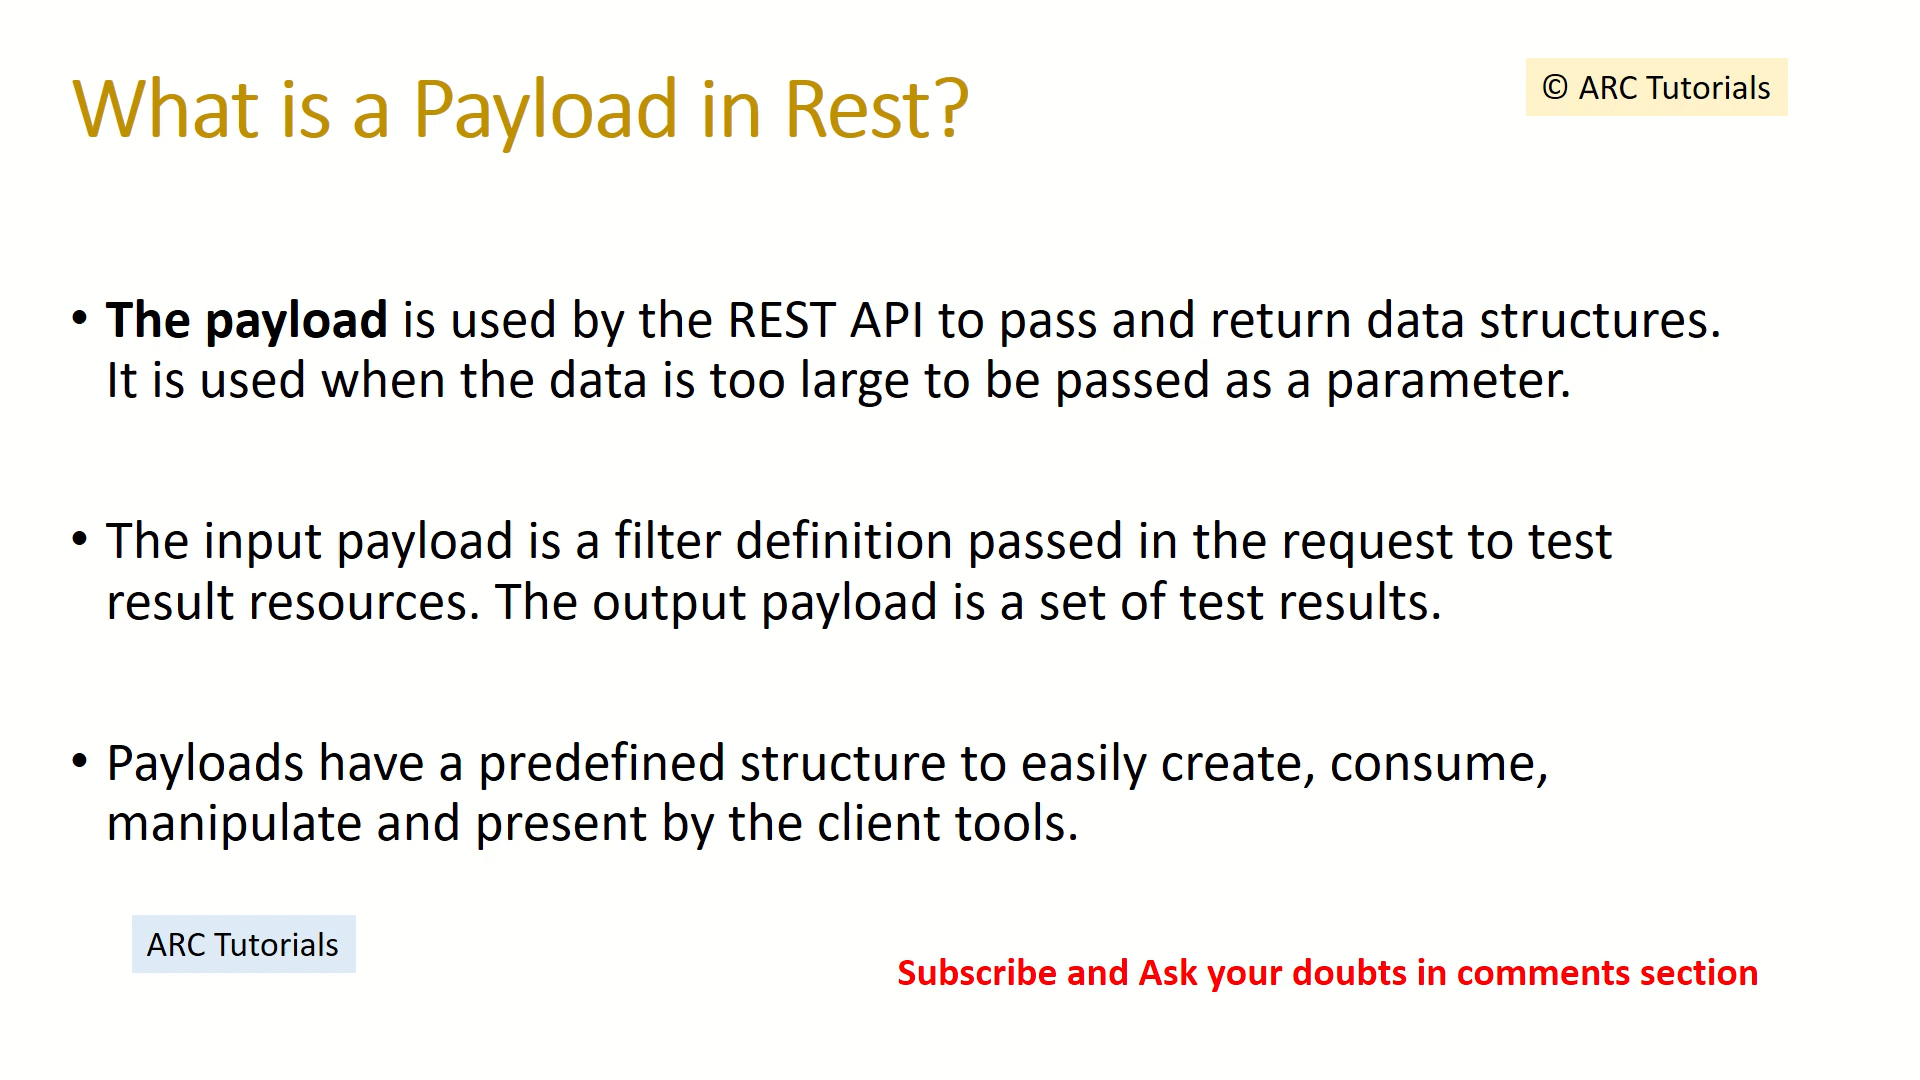 What is a Payload in Rest?
© ARC Tutorials
• The payload is used by the REST API to pass and return data structures.
It is used when the data is too large to be passed as a parameter.
• The input payload is a filter definition passed in the request to test
result resources. The output payload is a set of test results.
• Payloads have a predefined structure to easily create, consume,
manipulate and present by the client tools.
ARC Tutorials
Subscribe and Ask your doubts in comments section